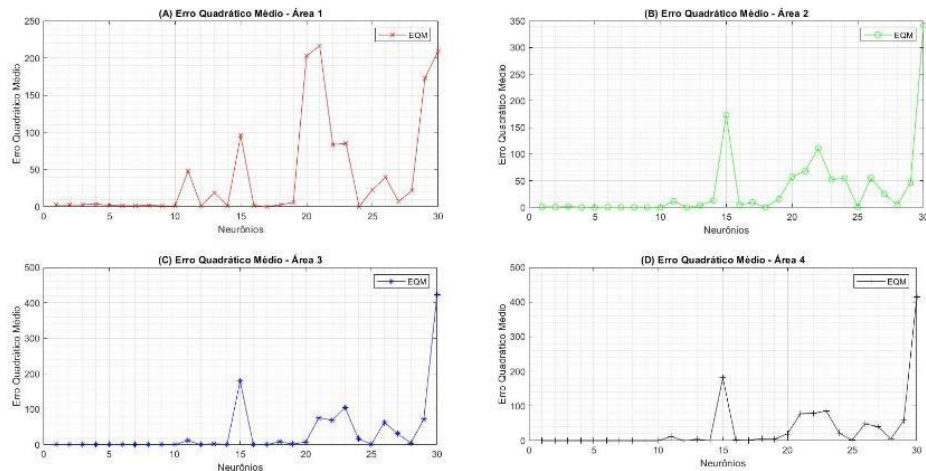 (A) Erro Quadrático Médio - Área 1
EQM
Erro Quadrático Médio
250
200
150
100
50
0
0 5 10 15 20 25 30
Neurônios
(B) Erro Quadrático Médio - Área 2
EQM
Erro Quadrático Médio
350
300
250
200
150
100
50
0
0 5 10 15 20 25 30
Neurônios
(C) Erro Quadrático Médio - Área 3
EQM
Erro Quadrático Médio
500
400
300
200
100
0
0 5 10 15 20 25 30
Neurônios
(D) Erro Quadrático Médio - Área 4
EQM
Erro Quadrático Médio
500
400
300
200
100
0
0 5 10 15 20 25 30
Neurônios